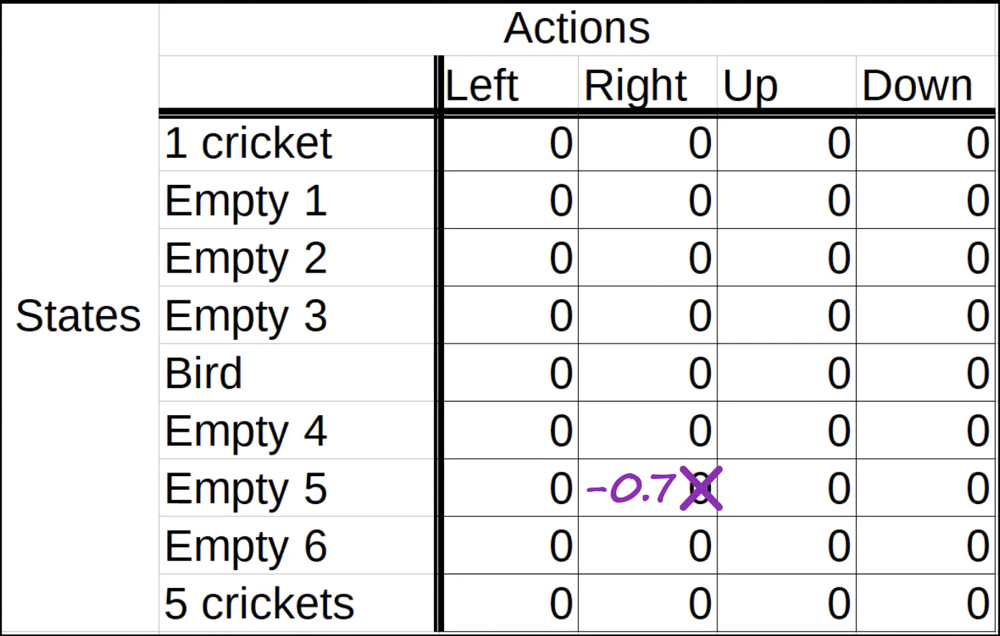 Actions
Left Right Up Down
1 cricket 0 0 0 0
Empty 1 0 0 0 0
Empty 2 0 0 0 0
States Empty 3 0 0 0 0
Bird 0 0 0 0
Empty 4 0 0 0 0
Empty 5 0 -0.7 0 0 0
Empty 6 0 0 0 0
5 crickets 0 0 0 0